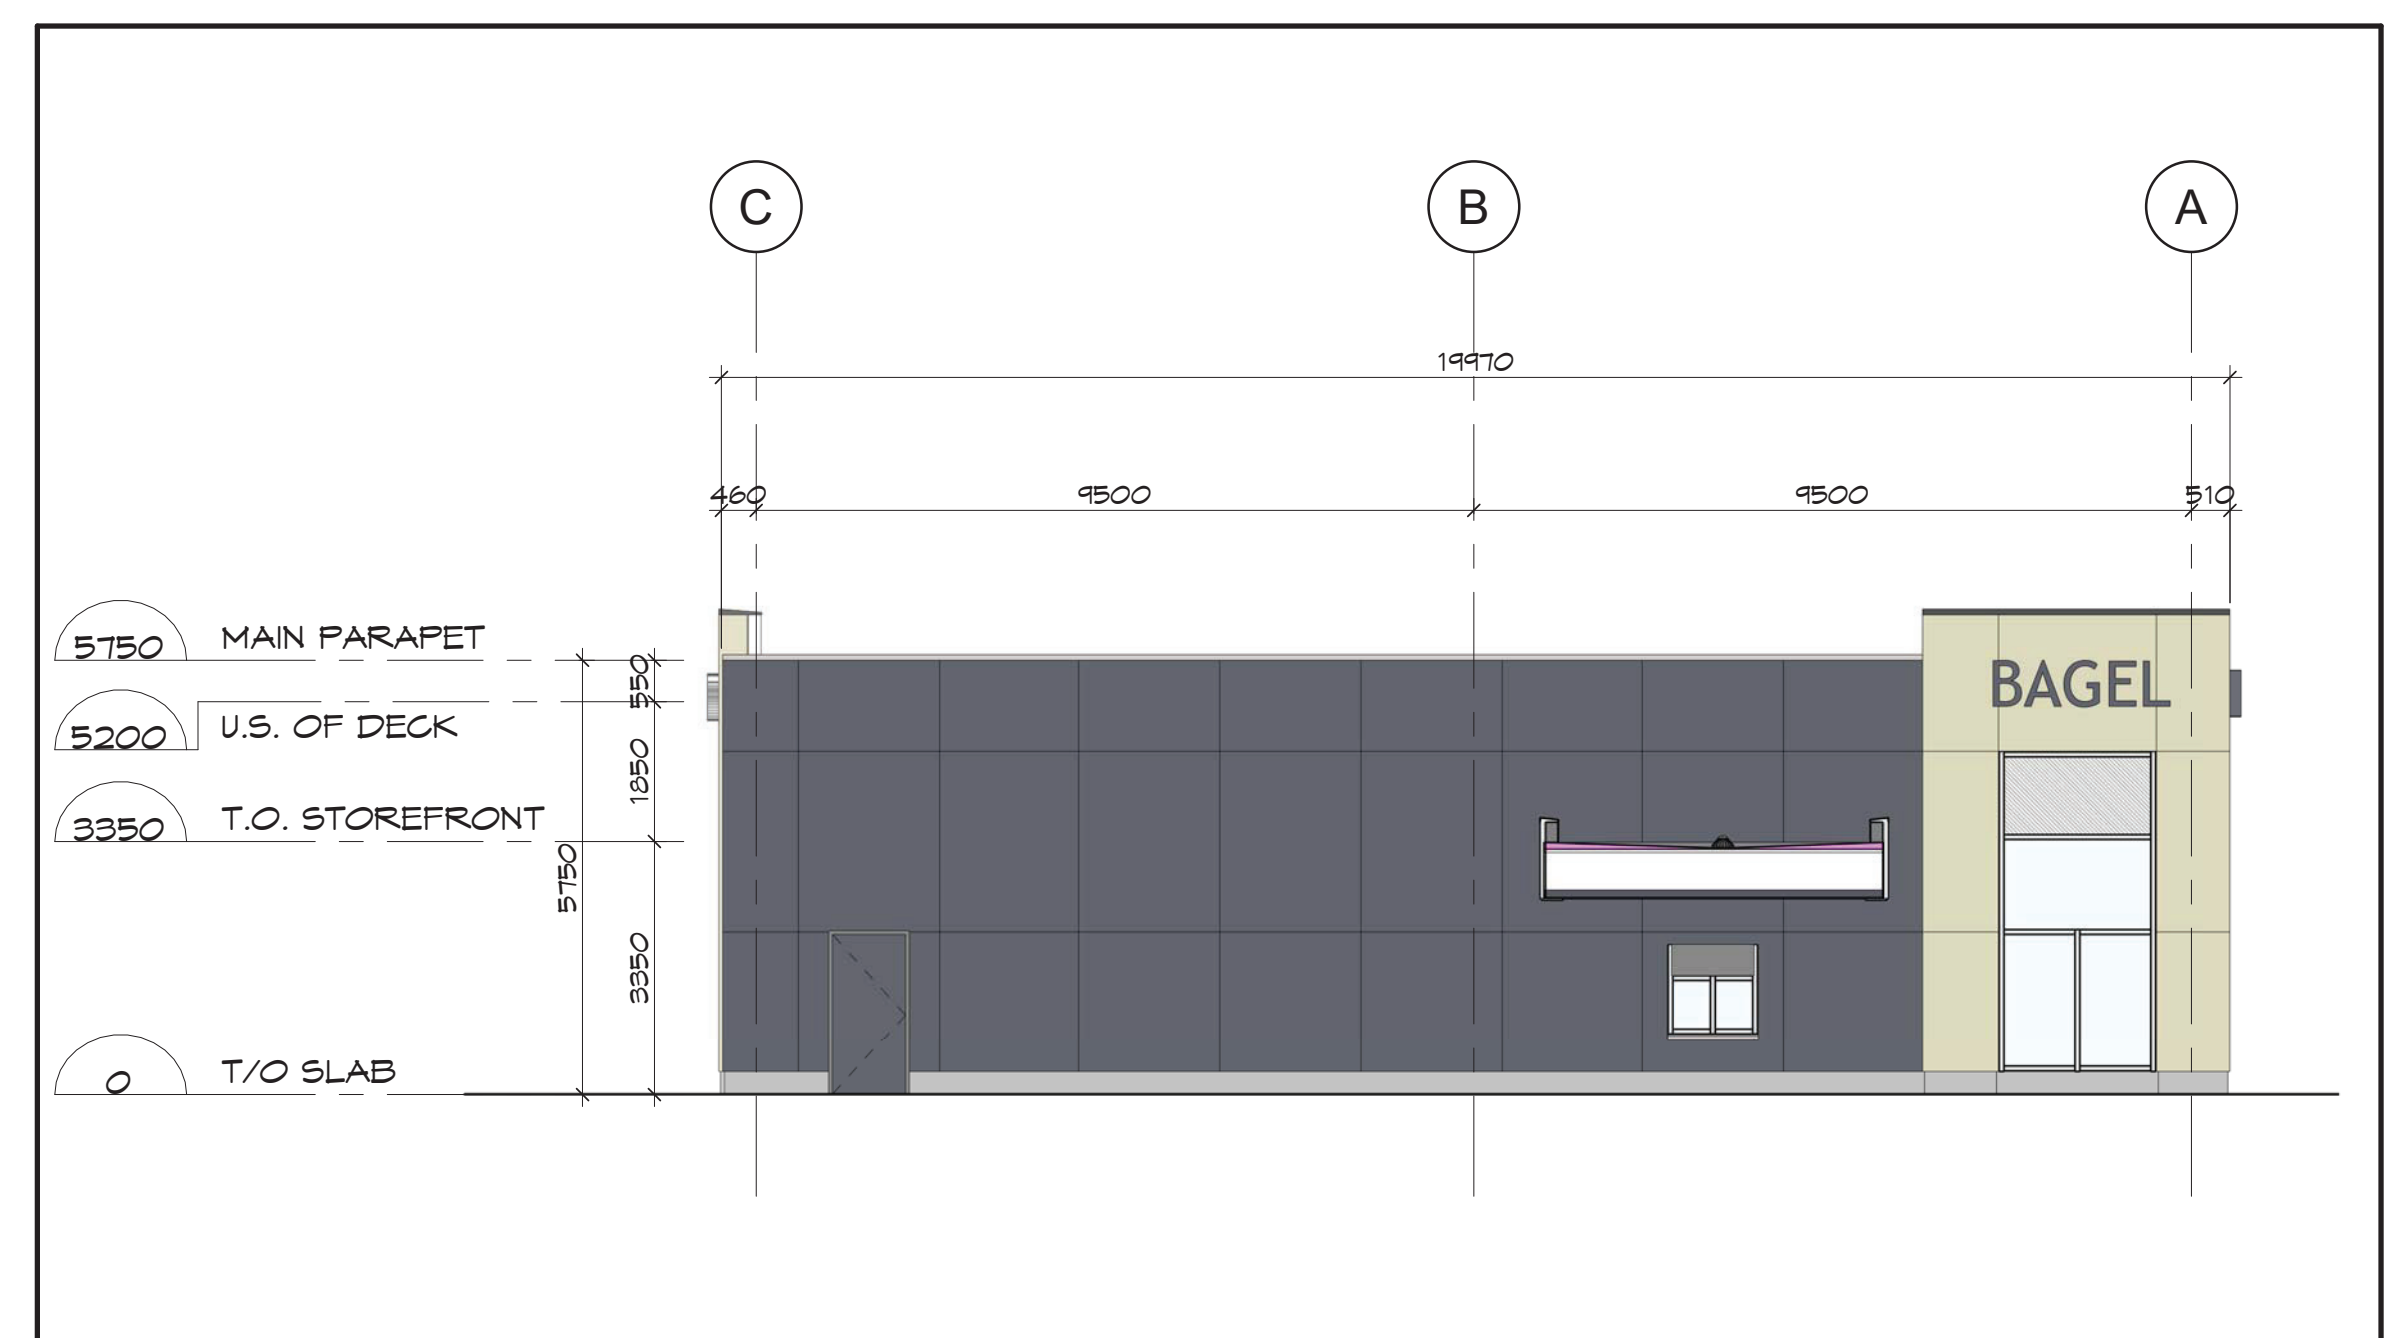 C B A
19970
460 9500 9500 510
5750 MAIN PARAPET
550
5200 U.S. OF DECK
1850
3350 T.O. STOREFRONT
5750
3350
0 T/O SLAB
BAGEL